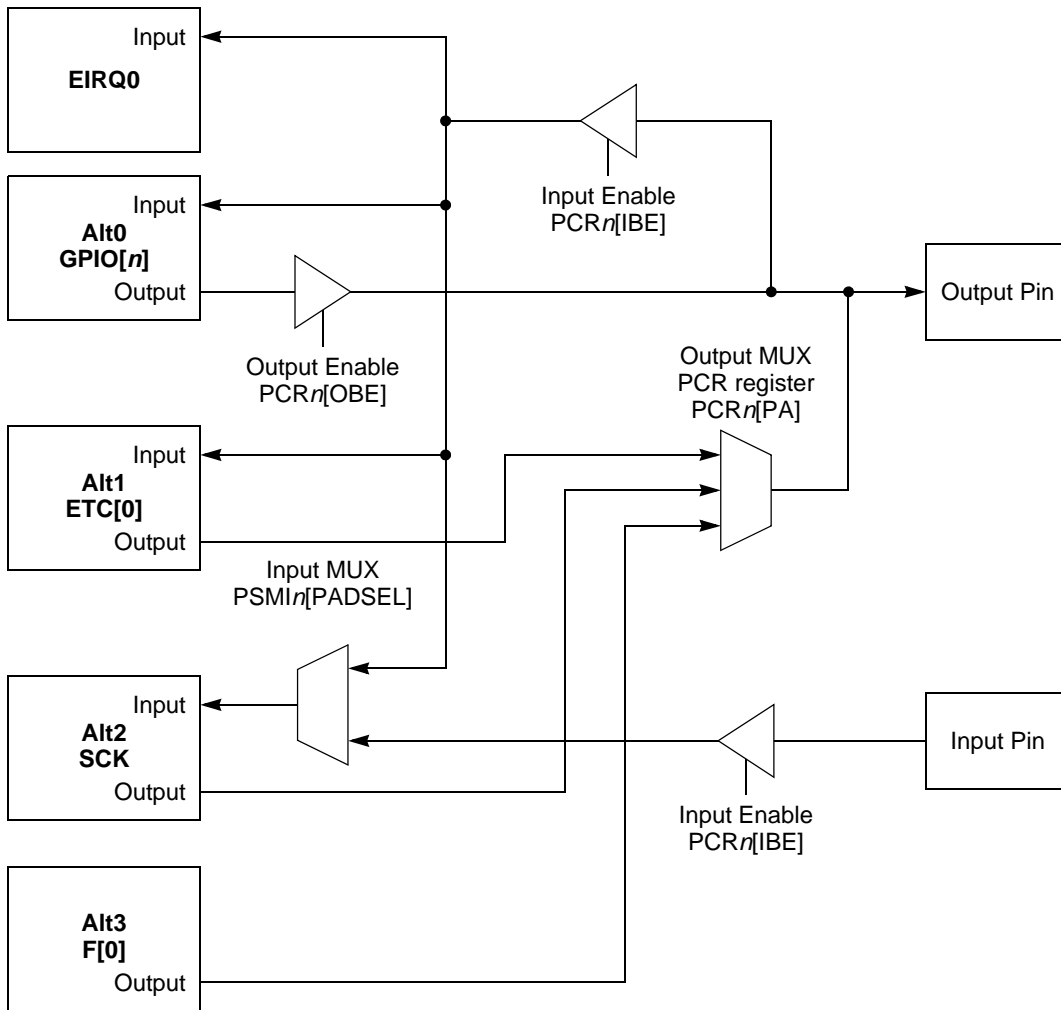 Input
EIRQ0
Input Enable
PCRn[IBE]
Input
Alt0
GPIO[n]
Output
Output Pin
Output Enable
PCRn[OBE]
Output MUX
PCR register
PCRn[PA]
Input
Alt1
ETC[0]
Output
Input MUX
PSMIn[PADSEL]
Input
Alt2
SCK
Output
Input Pin
Input Enable
PCRn[IBE]
Alt3
F[0]
Output